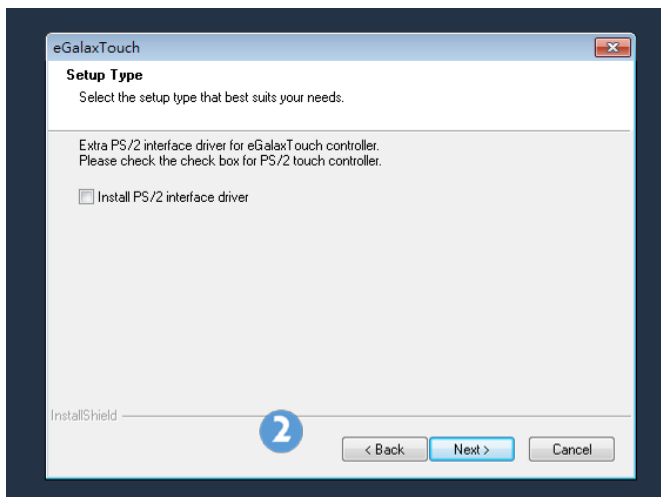 eGalaxTouch
Setup Type
Select the setup type that best suits your needs.
Extra PS/2 interface driver for eGalaxTouch controller.
Please check the check box for PS/2 touch controller.
Install PS/2 interface driver
InstallShield
2
< Back Next > Cancel